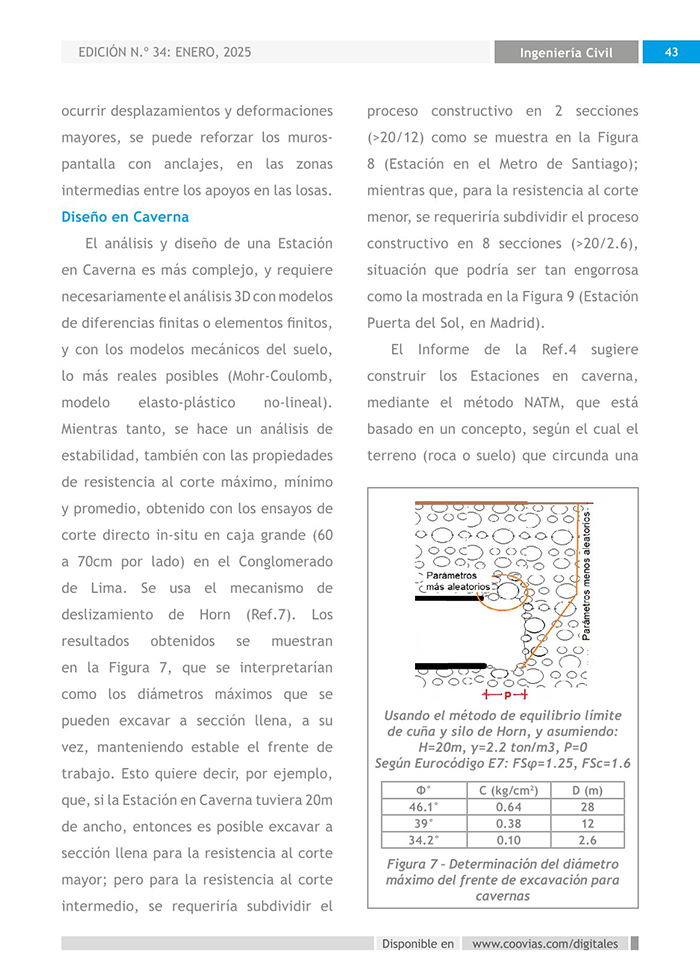 EDICIÓN N.º 34: ENERO, 2025
Ingeniería Civil
43
ocurrir desplazamientos y deformaciones
mayores, se puede reforzar los muros-
pantalla con anclajes, en las zonas
intermedias entre los apoyos en las losas.
Diseño en Caverna
El análisis y diseño de una Estación
en Caverna es más complejo, y requiere
necesariamente el análisis 3D con modelos
de diferencias finitas o elementos finitos,
y con los modelos mecánicos del suelo,
lo más reales posibles (Mohr-Coulomb,
modelo elasto-plástico no-lineal).
Mientras tanto, se hace un análisis de
estabilidad, también con las propiedades
de resistencia al corte máximo, mínimo
y promedio, obtenido con los ensayos de
corte directo in-situ en caja grande (60
a 70cm por lado) en el Conglomerado
de Lima. Se usa el mecanismo de
deslizamiento de Horn (Ref.7). Los
resultados obtenidos se muestran
en la Figura 7, que se interpretarían
como los diámetros máximos que se
pueden excavar a sección llena, a su
vez, manteniendo estable el frente de
trabajo. Esto quiere decir, por ejemplo,
que, si la Estación en Caverna tuviera 20m
de ancho, entonces es posible excavar a
sección llena para la resistencia al corte
mayor; pero para la resistencia al corte
intermedio, se requeriría subdividir el
proceso constructivo en 2 secciones
(>20/12) como se muestra en la Figura
8 (Estación en el Metro de Santiago);
mientras que, para la resistencia al corte
menor, se requeriría subdividir el proceso
constructivo en 8 secciones (>20/2.6),
situación que podría ser tan engorrosa
como la mostrada en la Figura 9 (Estación
Puerta del Sol, en Madrid).
El Informe de la Ref.4 sugiere
construir los Estaciones en caverna,
mediante el método NATM, que está
basado en un concepto, según el cual el
terreno (roca o suelo) que circunda una
Parámetros
más aleatorios
Parámetros menos aleatorios
P
Usando el método de equilibrio límite
de cuña y silo de Horn, y asumiendo:
H=20m, γ=2.2 ton/m3, P=0
Según Eurocódigo E7: FSφ=1.25, FSc=1.6
Φ° C (kg/cm²) D (m)
46.1° 0.64 28
39° 0.38 12
34.2° 0.10 2.6
Figura 7 – Determinación del diámetro
máximo del frente de excavación para
cavernas
Disponible en www.coovias.com/digitales